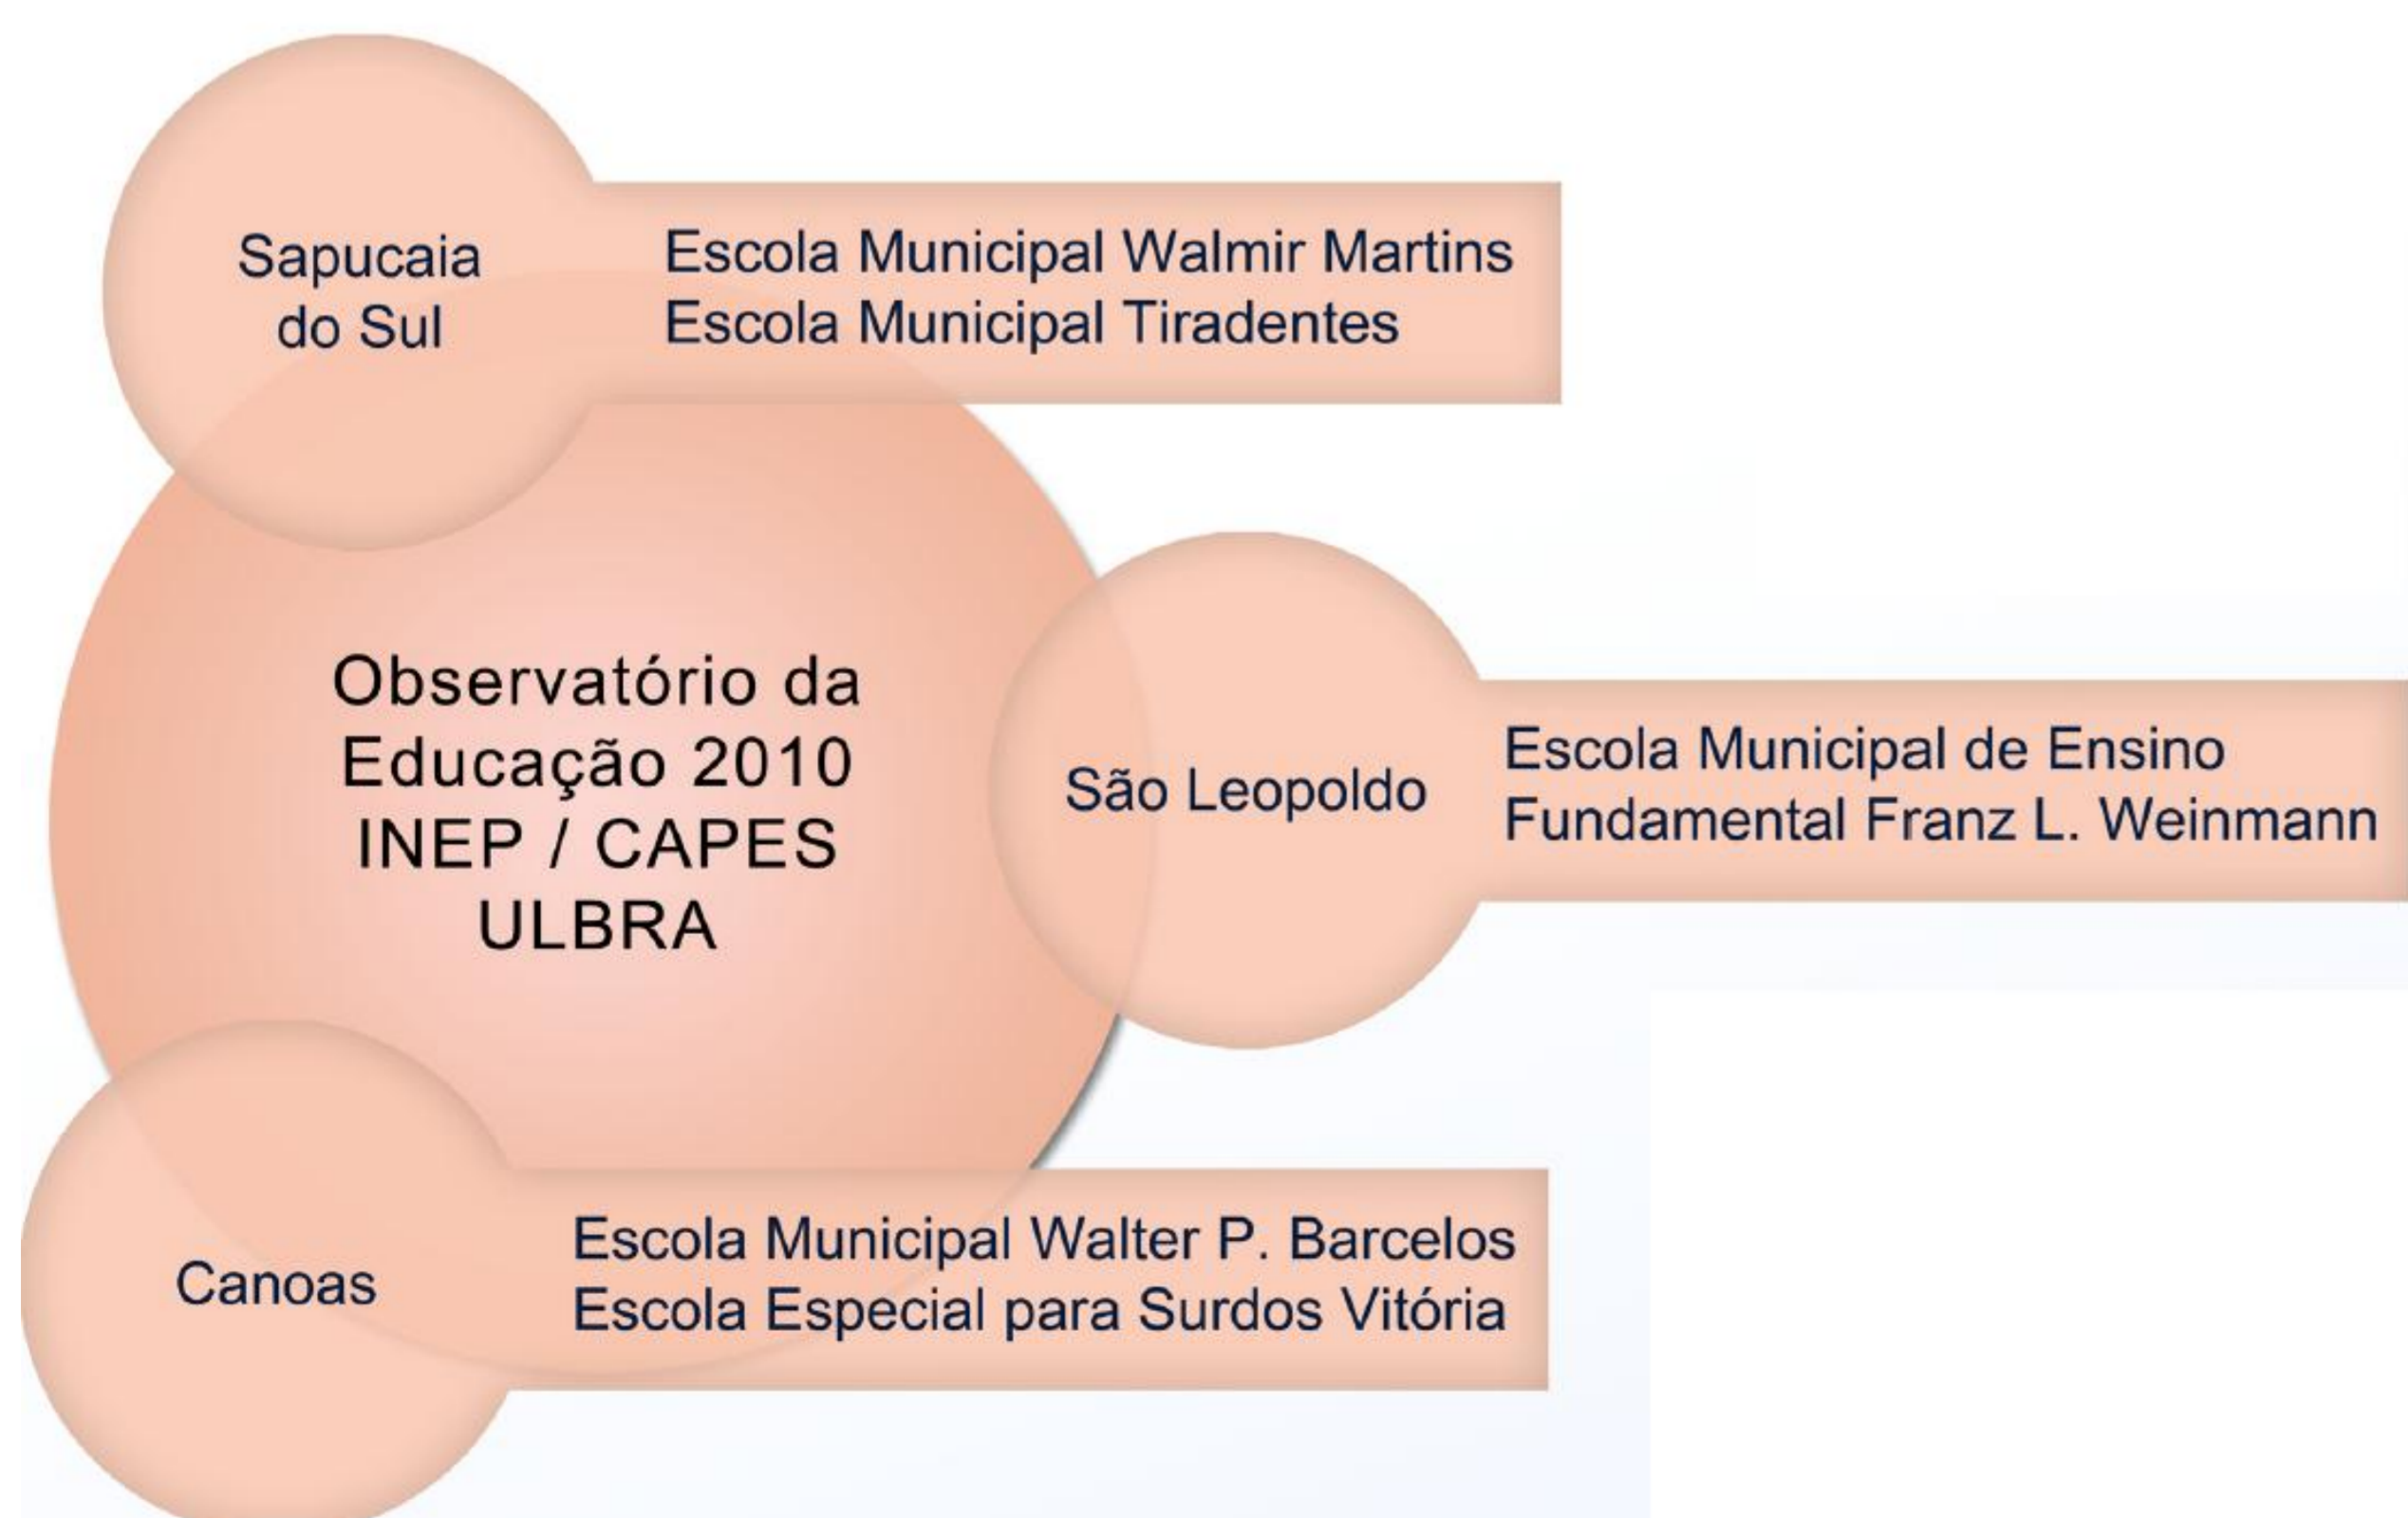 Sapucaia
do Sul
Escola Municipal Walmir Martins
Escola Municipal Tiradentes
Observatório da
Educação 2010
INEP / CAPES
ULBRA
São Leopoldo
Escola Municipal de Ensino
Fundamental Franz L. Weinmann
Canoas
Escola Municipal Walter P. Barcelos
Escola Especial para Surdos Vitória